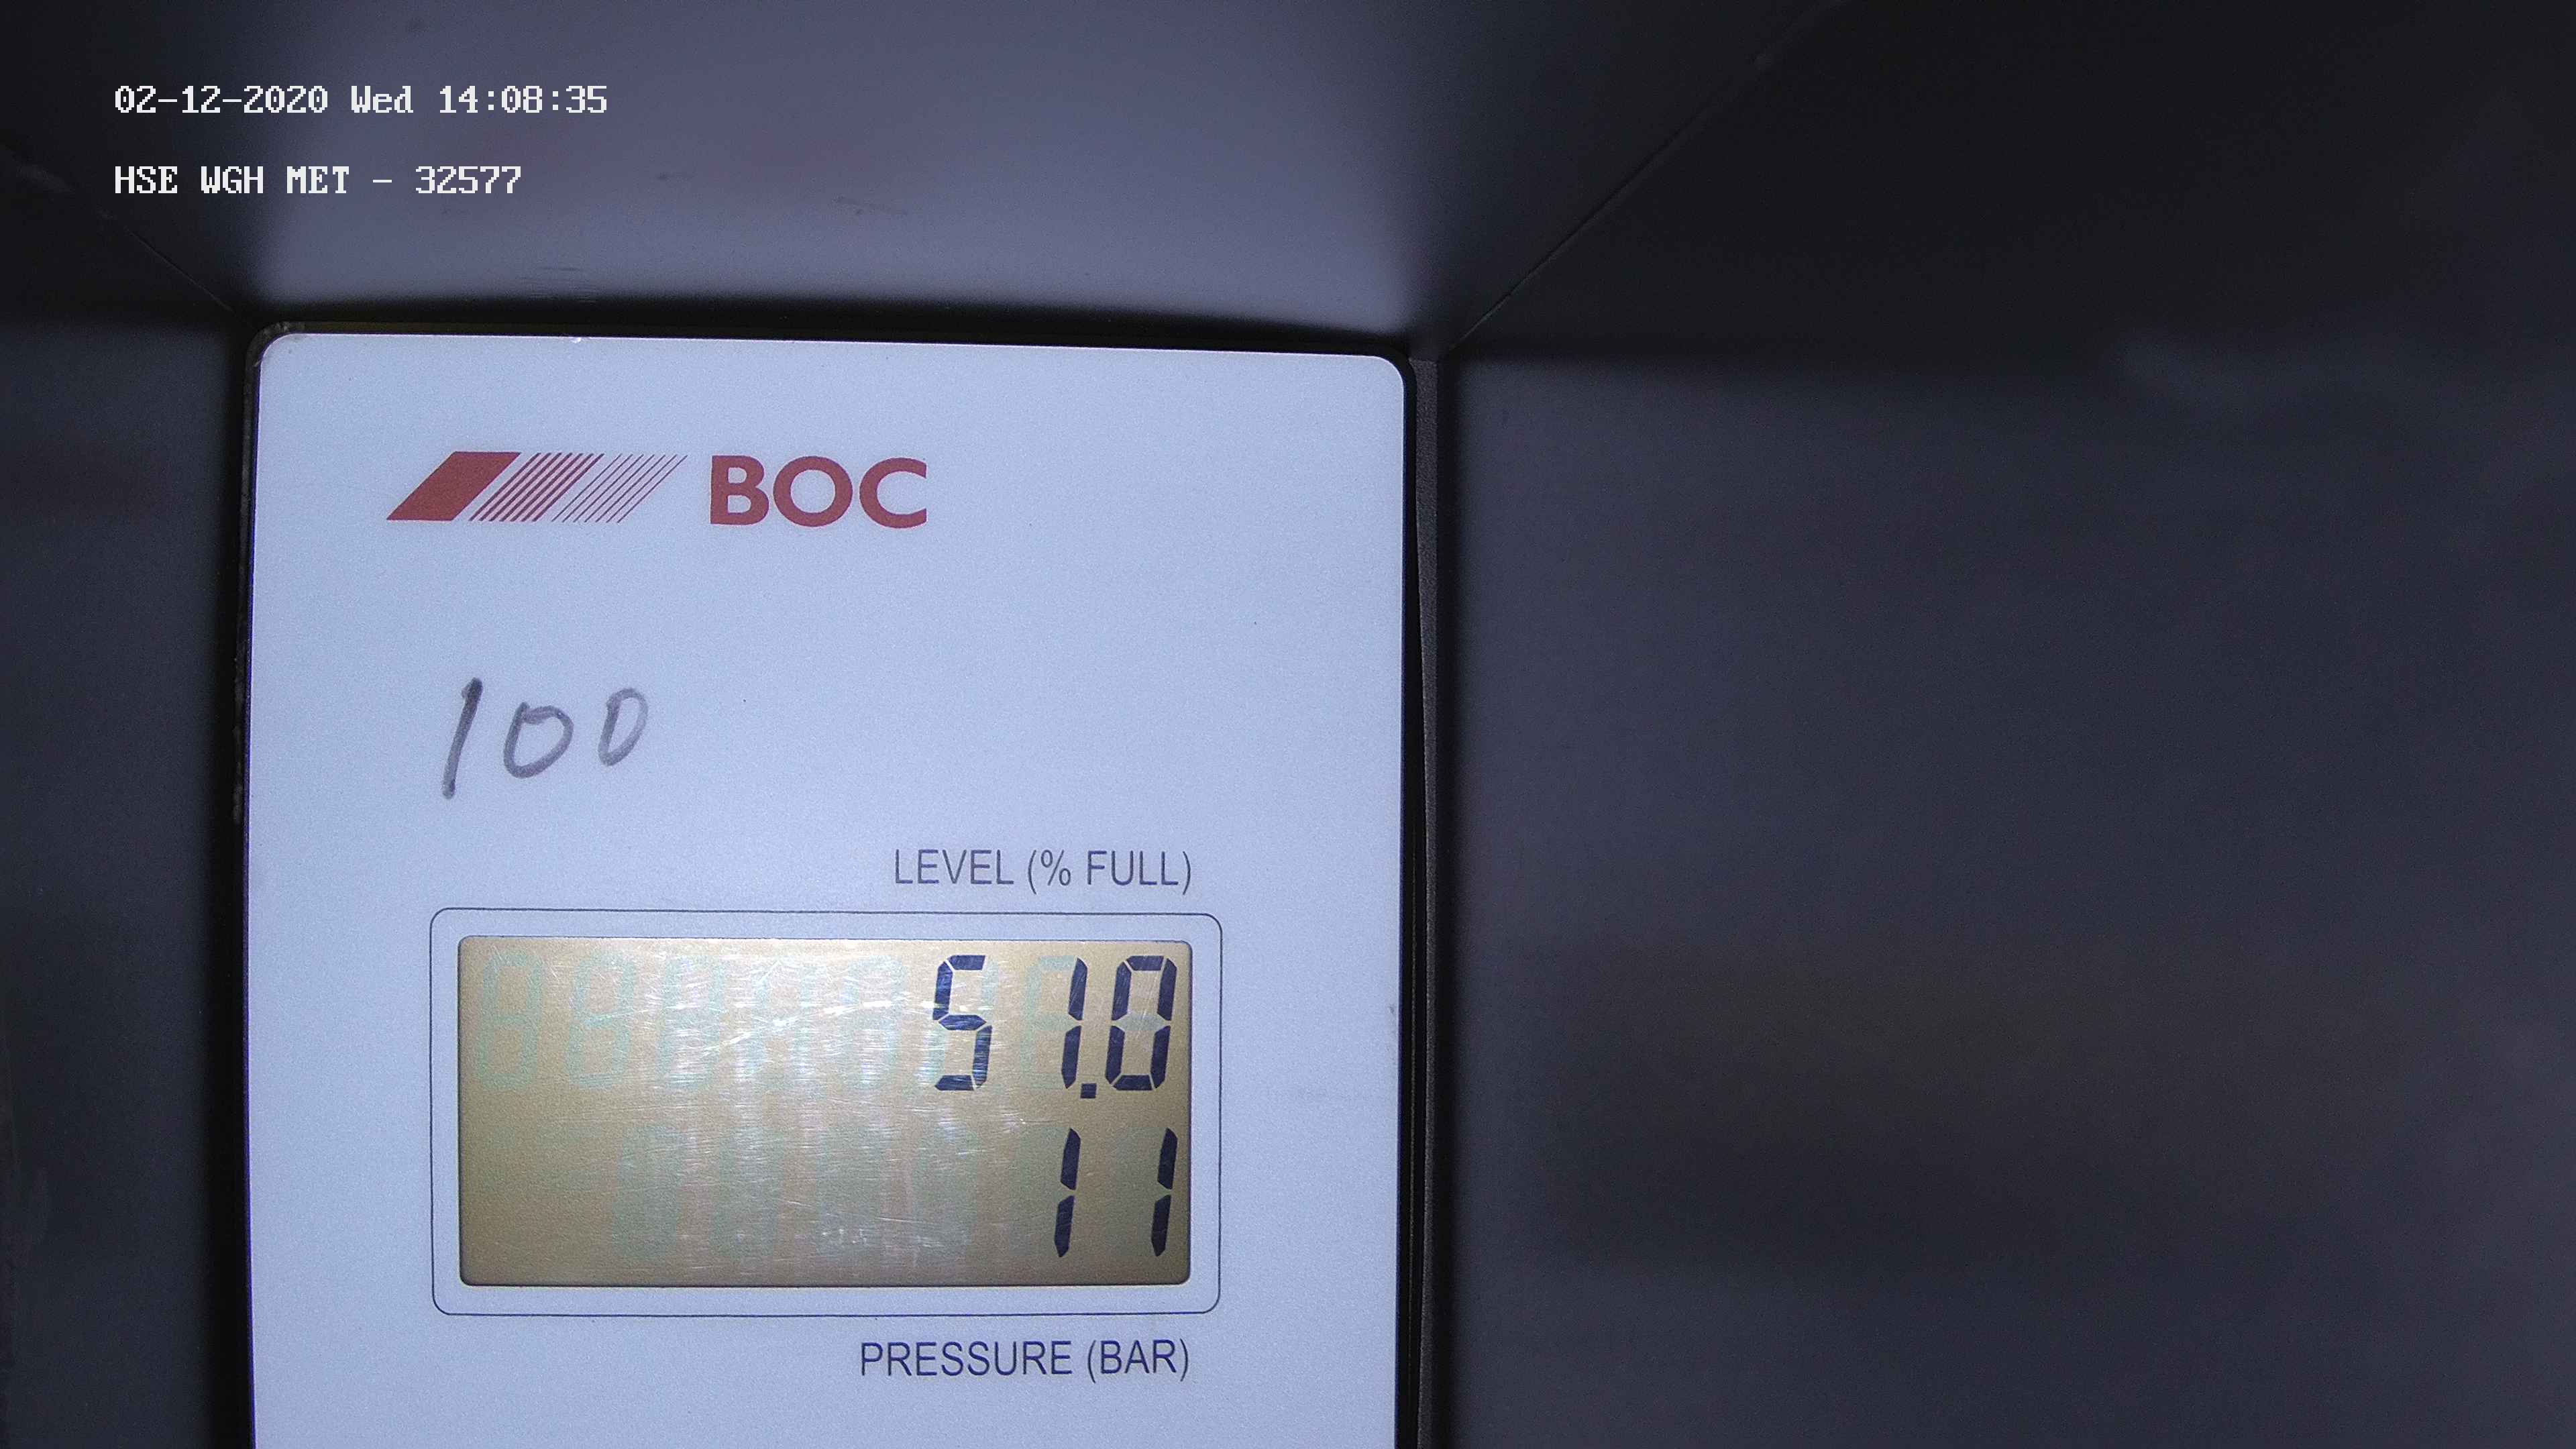 02-12-2020 Wed 14:08:35
HSE WGH MET - 32577
BOC
100
LEVEL (% FULL)
51.0
11
PRESSURE (BAR)